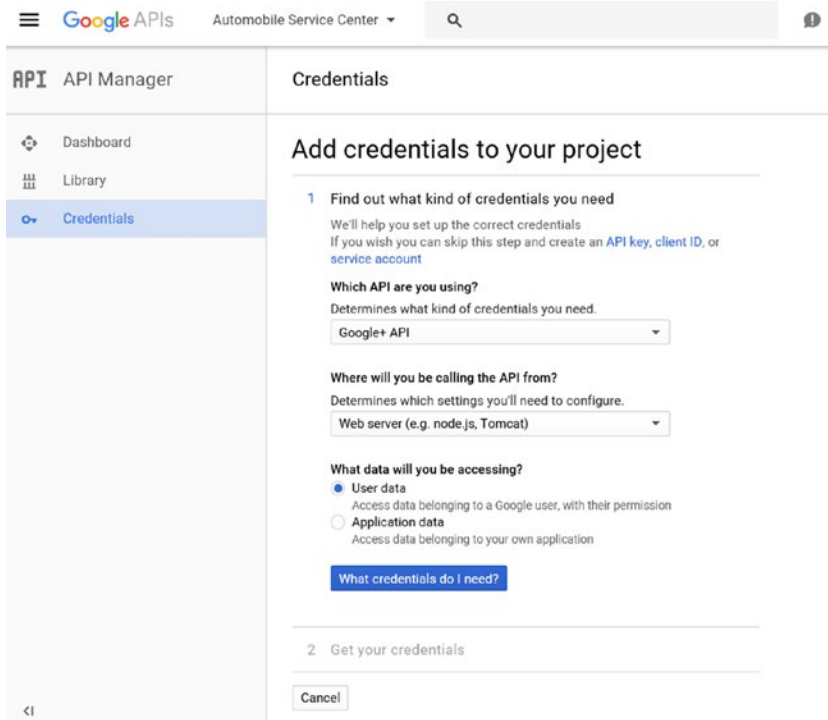 Google APIs
Automobile Service Center
API API Manager
Credentials
Dashboard
Library
Credentials
Add credentials to your project
1 Find out what kind of credentials you need
We'll help you set up the correct credentials
If you wish you can skip this step and create an API key, client ID, or
service account
Which API are you using?
Determines what kind of credentials you need.
Google+ API
Where will you be calling the API from?
Determines which settings you'll need to configure.
Web server (e.g. node.js, Tomcat)
What data will you be accessing?
User data
Access data belonging to a Google user, with their permission
Application data
Access data belonging to your own application
What credentials do I need?
2 Get your credentials
Cancel